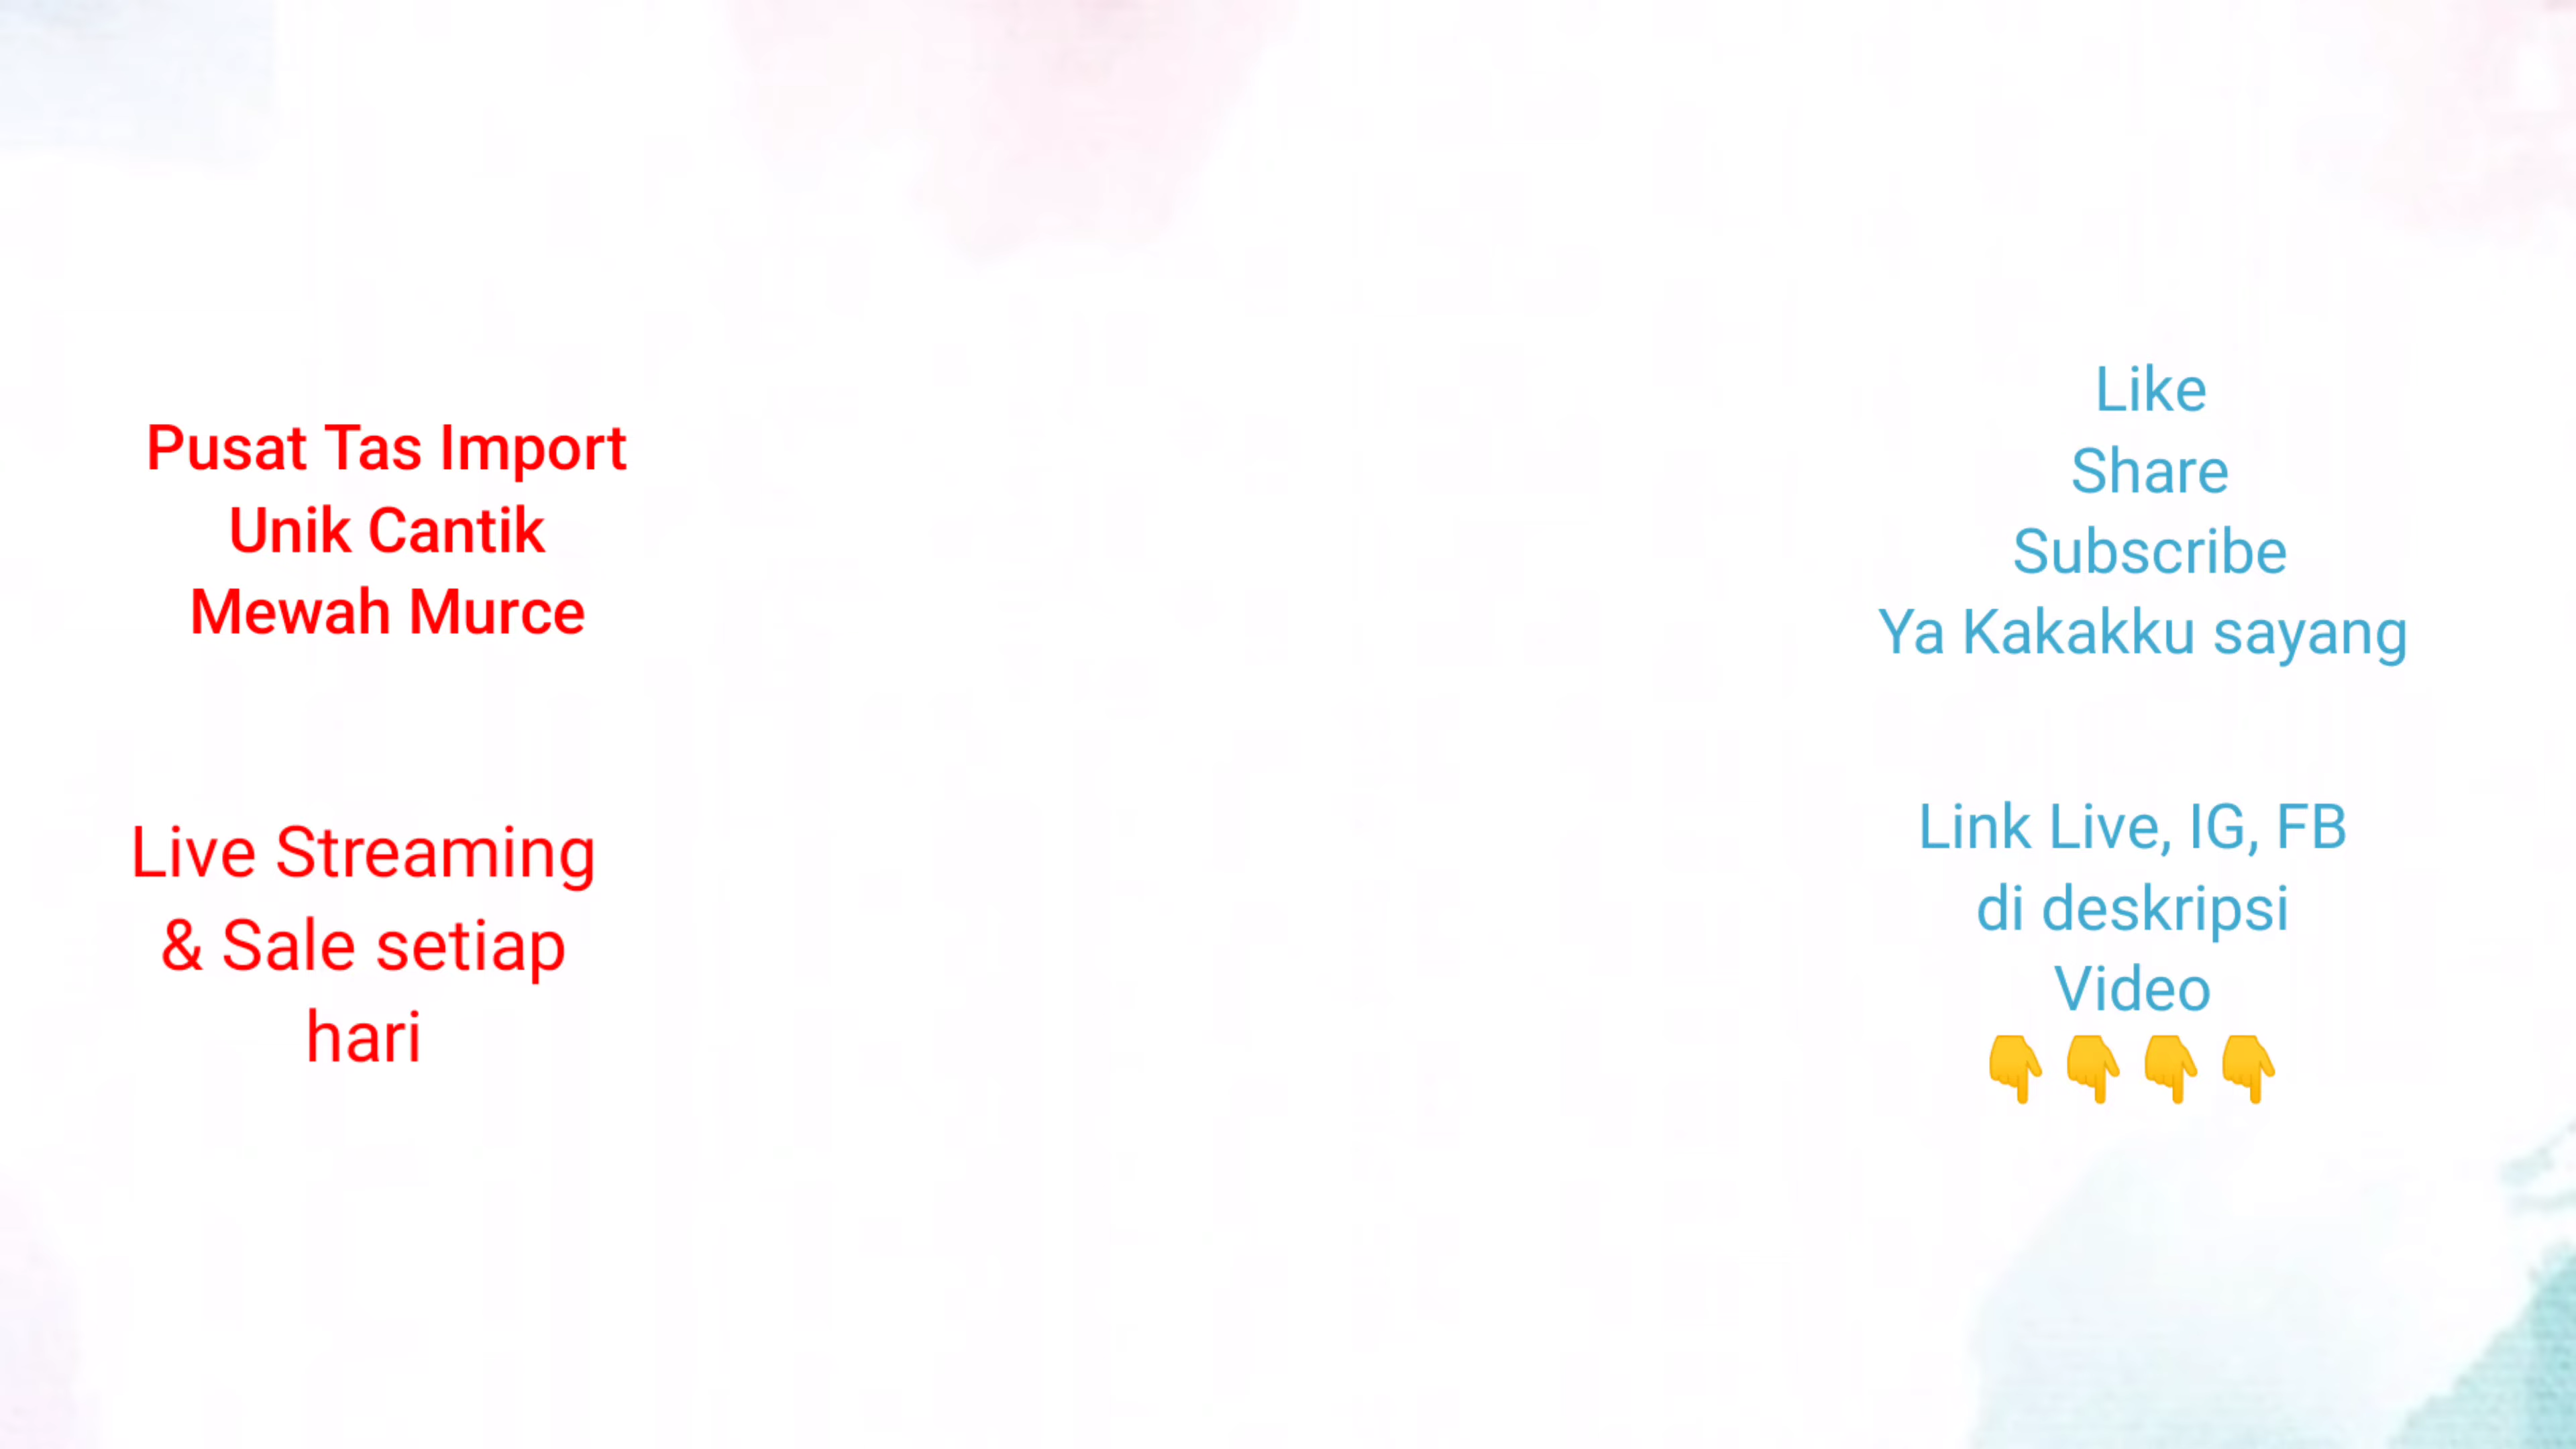 Pusat Tas Import
Unik Cantik
Mewah Murce
Live Streaming
& Sale setiap
hari
Like
Share
Subscribe
Ya Kakakku sayang
Link Live, IG, FB
di deskripsi
Video
👇👇👇👇